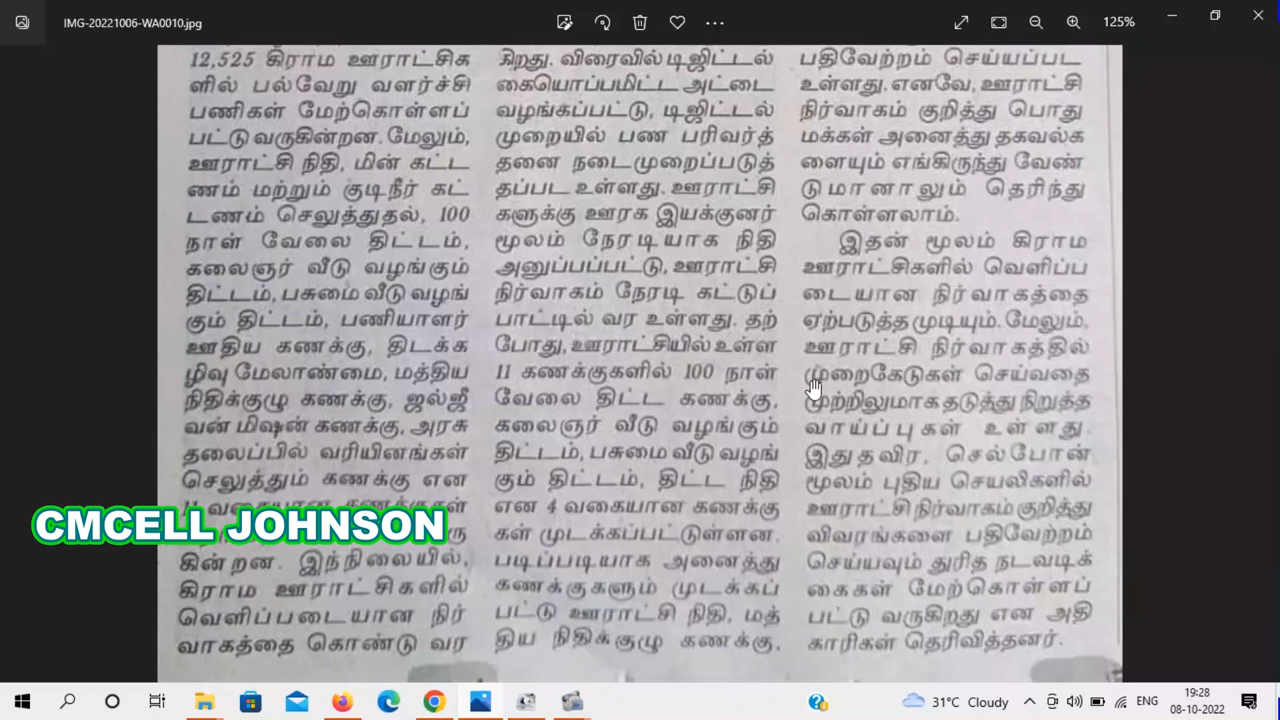 IMG-20221006-WA0010.jpg
125%
12,525 கிராம ஊராட்சிக
ளில் பல்வேறு வளர்ச்சி
பணிகள் மேற்கொள்ளப்
பட்டு வருகின்றன. மேலும்,
ஊராட்சி நிதி, மின் கட்ட
ணம் மற்றும் குடிநீர் கட்
டணம் செலுத்துதல், 100
நாள் வேலை திட்டம்,
கலைஞர் வீடு வழங்கும்
திட்டம், பசுமை வீடு வழங்
கும் திட்டம், பணியாளர்
ஊதிய கணக்கு, திடக்க
ழிவு மேலாண்மை, மத்திய
நிதிக்குழு கணக்கு, ஜல்ஜீ
வன் மிஷன் கணக்கு, அரசு
தலைப்பில் வரியினங்கள்
செலுத்தும் கணக்கு என
கின்றன. இந்நிலையில்,
கிராம ஊராட்சிகளில்
வெளிப்படையான நிர்
வாகத்தை கொண்டு வர
கிறது. விரைவில் டிஜிட்டல்
கையொப்பமிட்ட அட்டை
வழங்கப்பட்டு, டிஜிட்டல்
முறையில் பண பரிவர்த்
தனை நடைமுறைப்படுத்
தப்பட உள்ளது. ஊராட்சி
களுக்கு ஊரக இயக்குனர்
மூலம் நேரடியாக நிதி
அனுப்பப்பட்டு, ஊராட்சி
நிர்வாகம் நேரடி கட்டுப்
பாட்டில் வர உள்ளது. தற்
போது, ஊராட்சியில் உள்ள
11 கணக்குகளில் 100 நாள்
வேலை திட்ட கணக்கு,
கலைஞர் வீடு வழங்கும்
திட்டம், பசுமை வீடு வழங்
கும் திட்டம், திட்ட நிதி
என 4 வகையான கணக்கு
கள் முடக்கப்பட்டுள்ளன.
படிப்படியாக அனைத்து
கணக்குகளும் முடக்கப்
பட்டு ஊராட்சி நிதி, மத்
திய நிதிக்குழு கணக்கு,
பதிவேற்றம் செய்யப்பட
உள்ளது. எனவே, ஊராட்சி
நிர்வாகம் குறித்து பொது
மக்கள் அனைத்து தகவல்க
ளையும் எங்கிருந்து வேண்
டுமானாலும் தெரிந்து
கொள்ளலாம்.
இதன் மூலம் கிராம
ஊராட்சிகளில் வெளிப்ப
டையான நிர்வாகத்தை
ஏற்படுத்த முடியும். மேலும்,
ஊராட்சி நிர்வாகத்தில்
முறைகேடுகள் செய்வதை
முற்றிலுமாக தடுத்து நிறுத்த
வாய்ப்புகள் உள்ளது.
இதுதவிர, செல்போன்
மூலம் புதிய செயலிகளில்
ஊராட்சி நிர்வாகம் குறித்து
விவரங்களை பதிவேற்றம்
செய்யவும் துரித நடவடிக்
கைகள் மேற்கொள்ளப்
பட்டு வருகிறது என அதி
காரிகள் தெரிவித்தனர்.
CMCELL JOHNSON
31°C Cloudy
ENG
19:28
08-10-2022